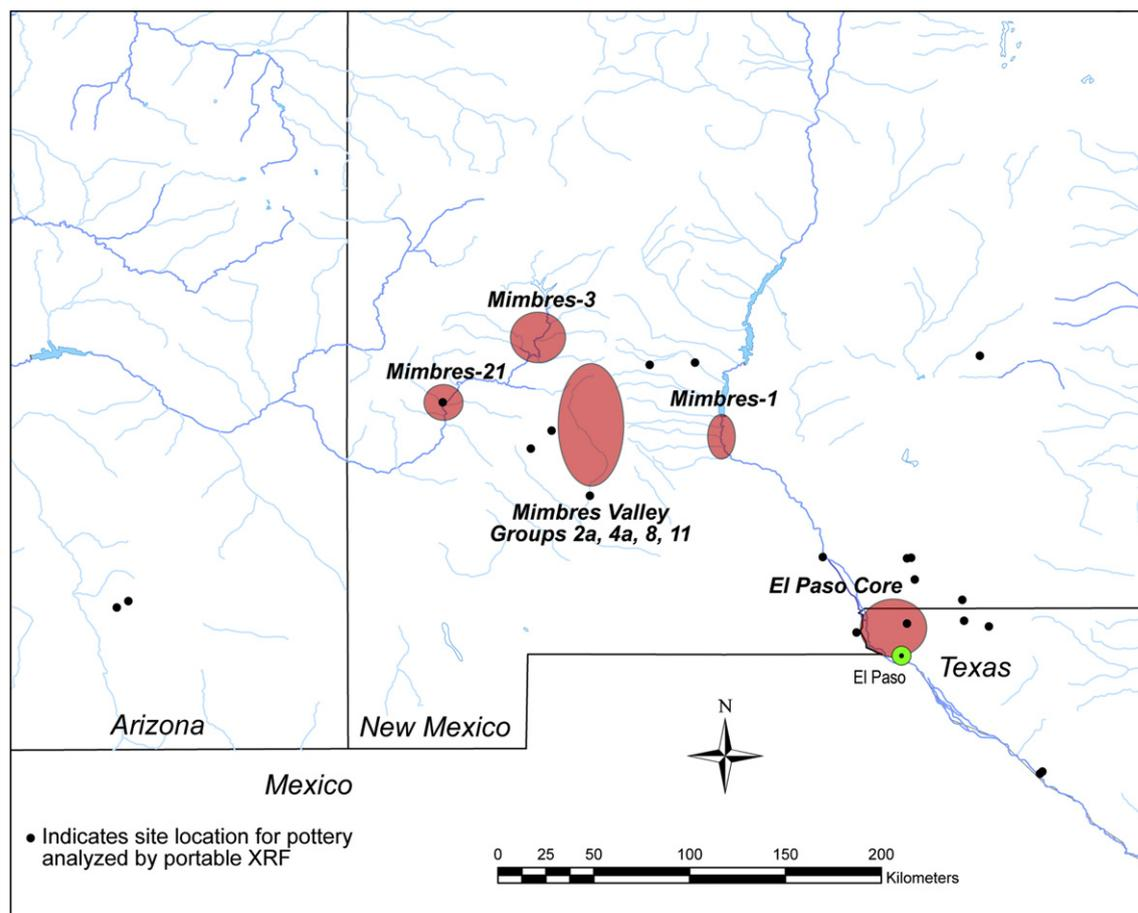 Mimbres-3
Mimbres-21
Mimbres-1
Mimbres Valley
Groups 2a, 4a, 8, 11
El Paso Core
Texas
El Paso
Arizona
New Mexico
N
Mexico
Indicates site location for pottery
analyzed by portable XRF
0 25 50 100 150 200
Kilometers